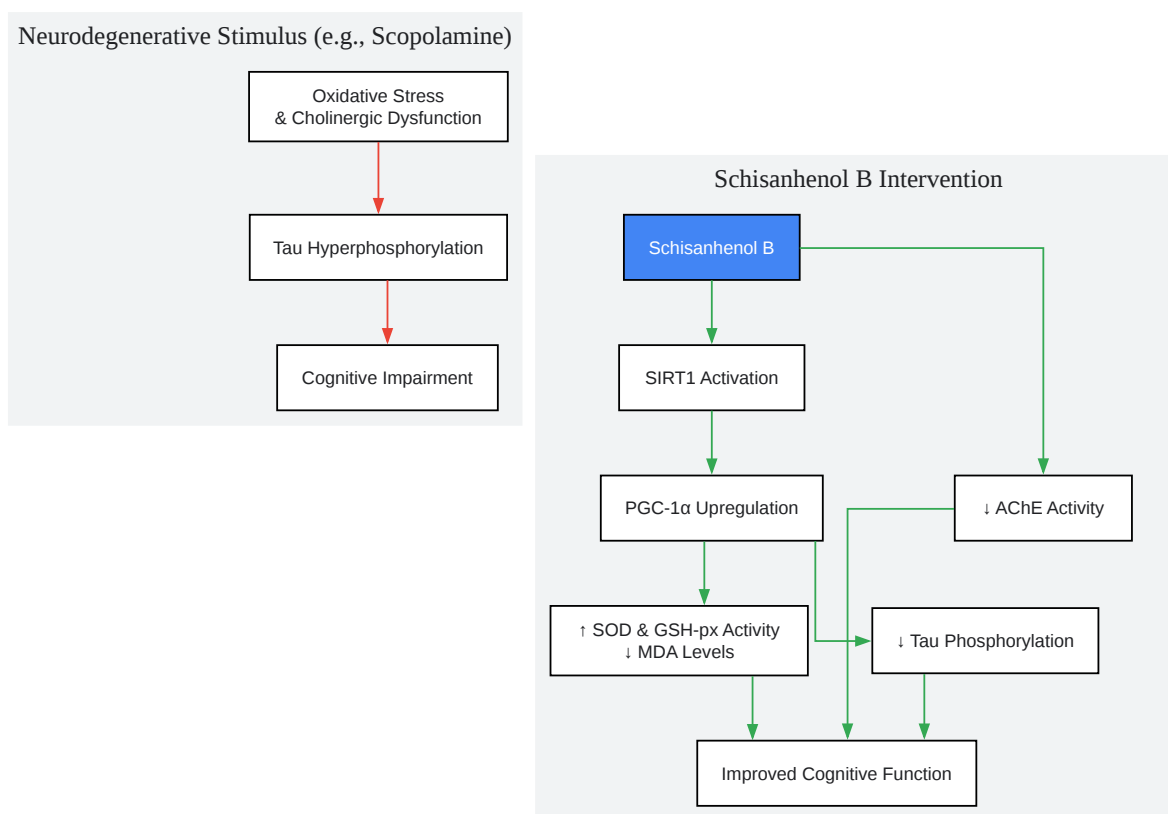 Neurodegenerative Stimulus (e.g., Scopolamine)
Oxidative Stress
& Cholinergic Dysfunction
Tau Hyperphosphorylation
Cognitive Impairment
Schisanhenol B Intervention
Schisanhenol B
SIRT1 Activation
PGC-1α Upregulation
↓ AChE Activity
↑ SOD & GSH-px Activity
↓ MDA Levels
↓ Tau Phosphorylation
Improved Cognitive Function